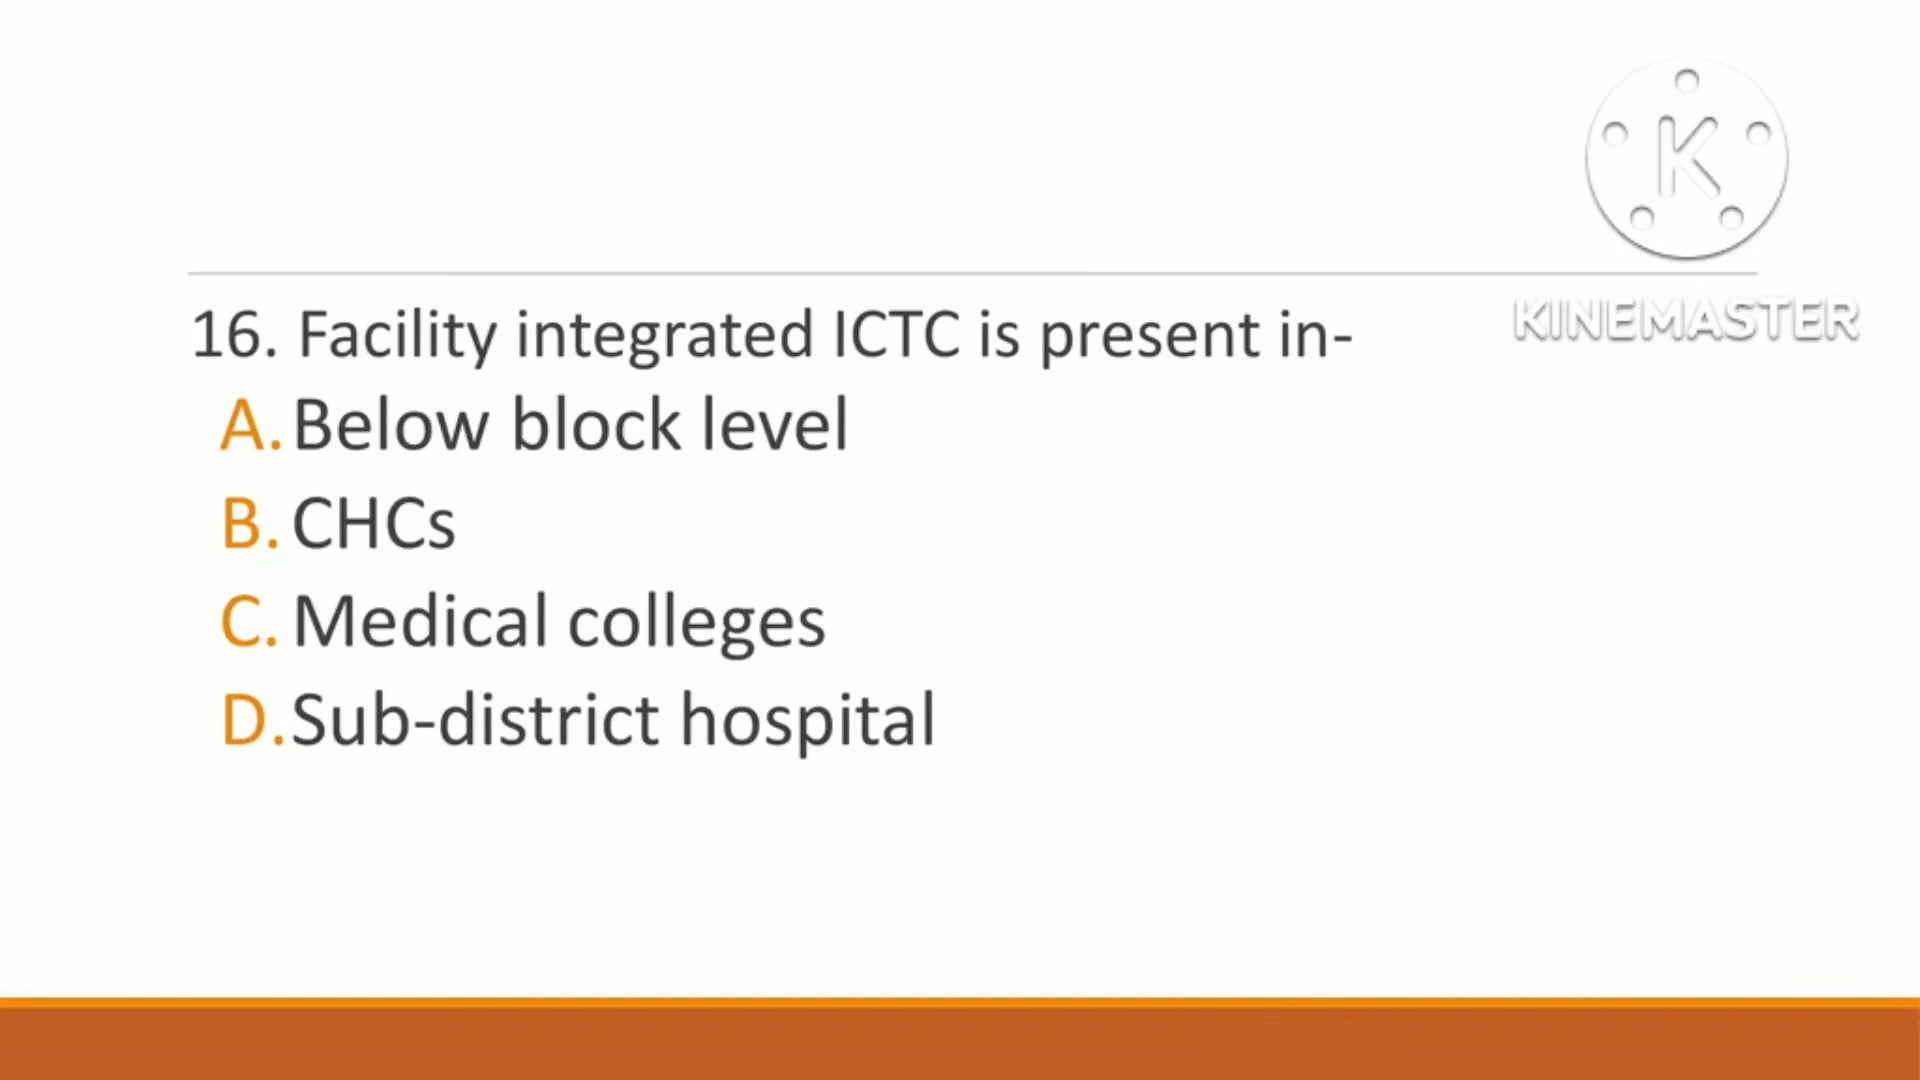 K
KINEMASTER
16. Facility integrated ICTC is present in-
A. Below block level
B. CHCs
C. Medical colleges
D. Sub-district hospital